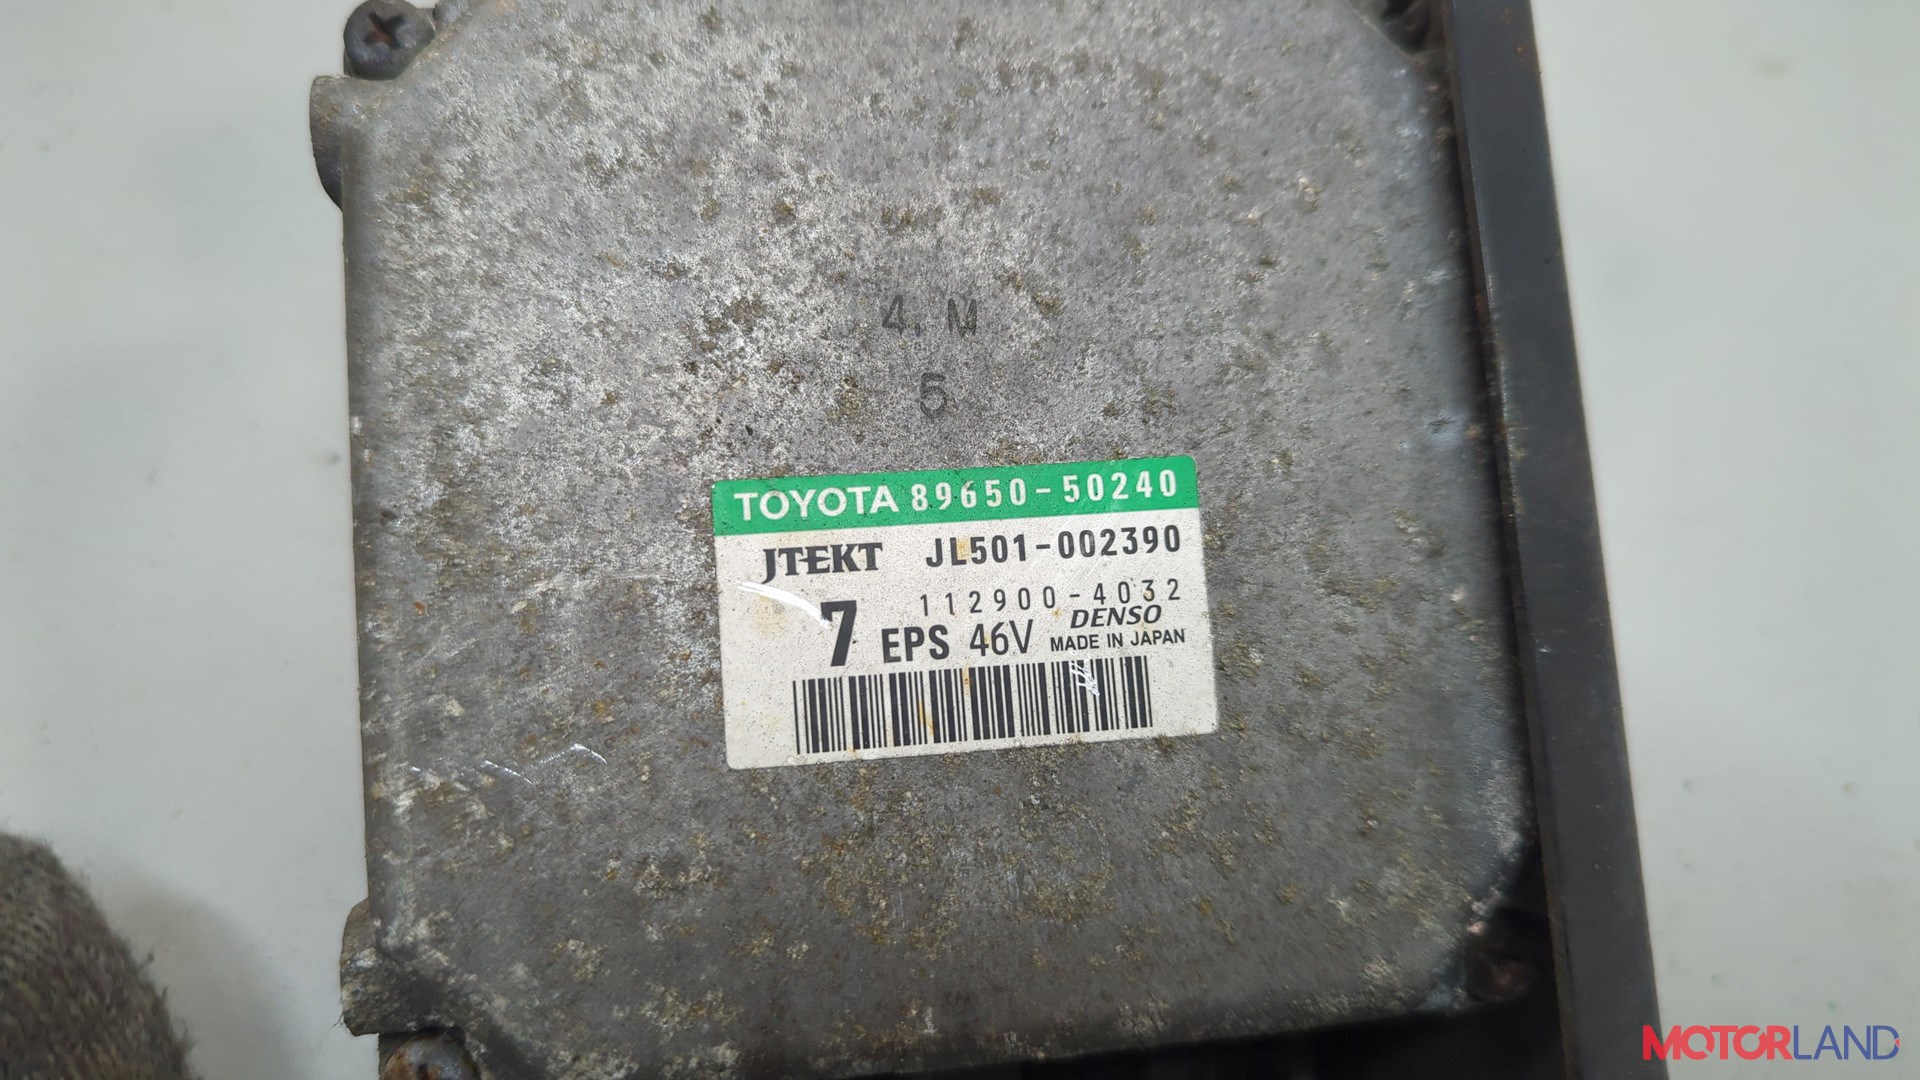 4. M
5
TOYOTA 89650-50240
JTEKT JL501-002390
112900-4032
7 EPS 46V DENSO
MADE IN JAPAN
MOTORLAND